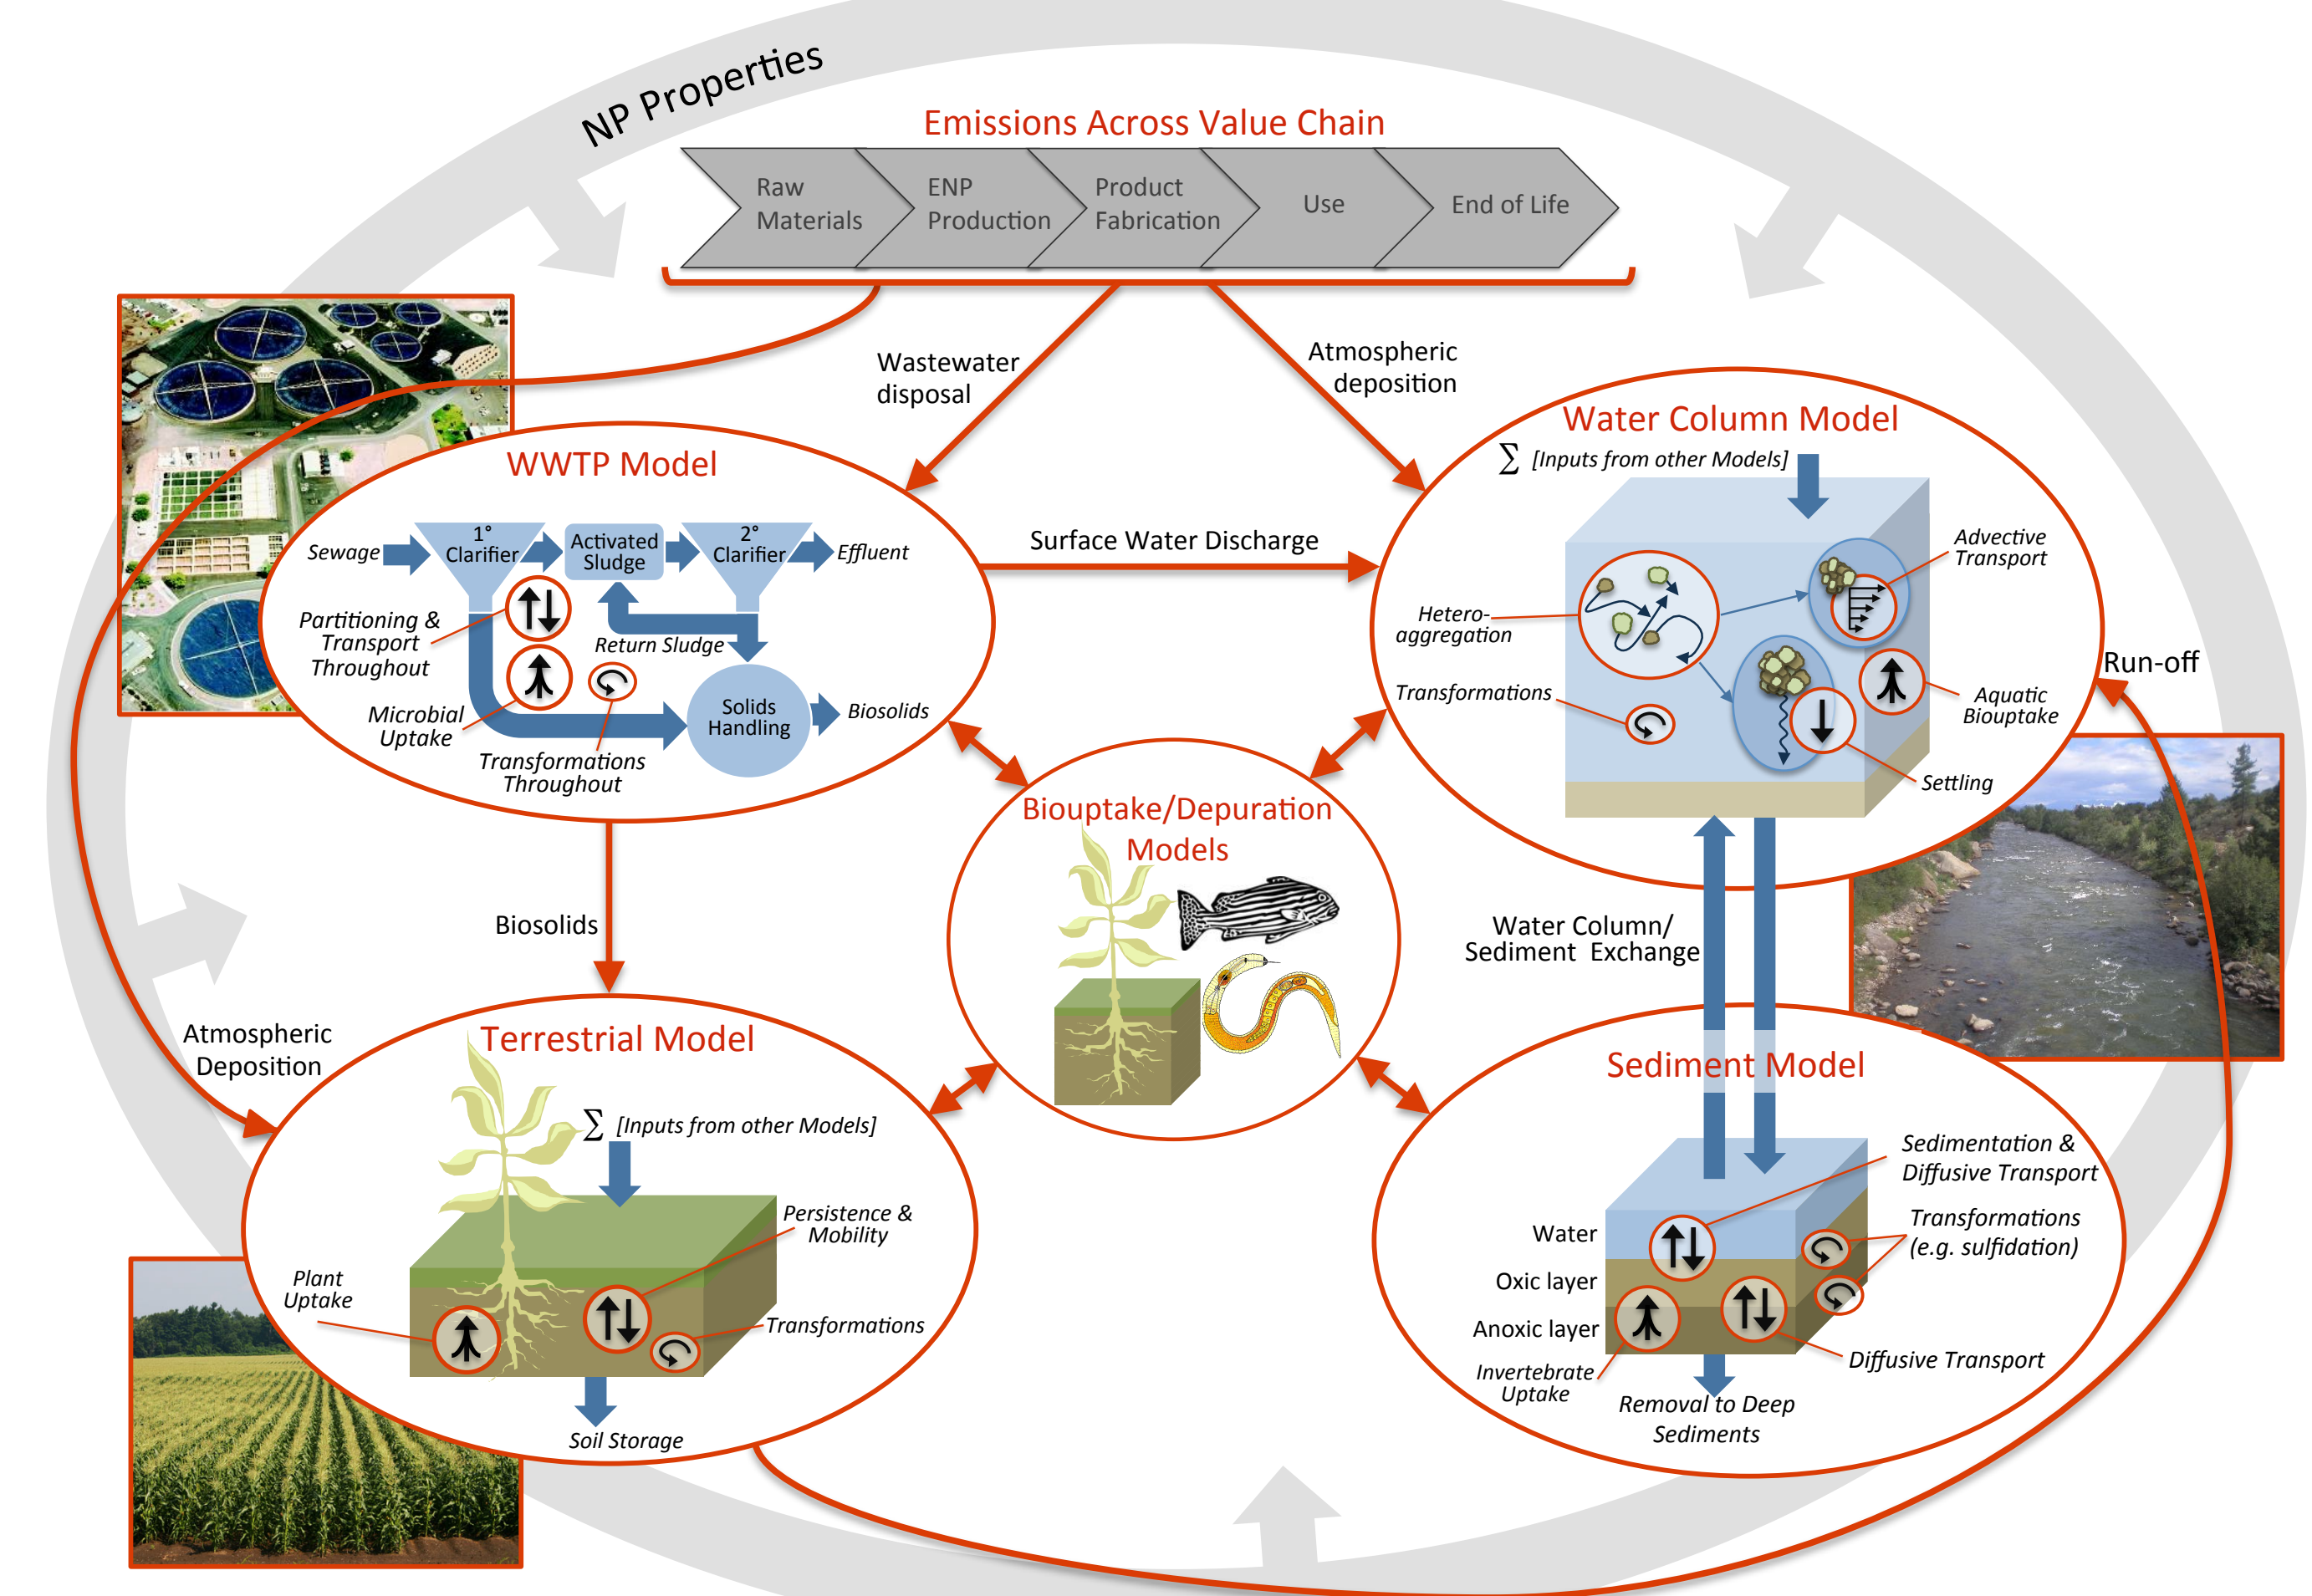 NP Properties
Emissions Across Value Chain
Raw
Materials
ENP
Production
Product
Fabrication
Use
End of Life
Wastewater
disposal
Atmospheric
deposition
WWTP Model
Sewage
1°
Clarifier
Activated
Sludge
2°
Clarifier
Effluent
Partitioning &
Transport
Throughout
Return Sludge
Microbial
Uptake
Transformations
Throughout
Solids
Handling
Biosolids
Surface Water Discharge
Water Column Model
∑ [Inputs from other Models]
Advective
Transport
Hetero-
aggregation
Transformations
Aquatic
Biouptake
Settling
Run-off
Biouptake/Depuration
Models
Biosolids
Water Column/
Sediment Exchange
Atmospheric
Deposition
Terrestrial Model
∑ [Inputs from other Models]
Persistence &
Mobility
Plant
Uptake
Transformations
Soil Storage
Sediment Model
Sedimentation &
Diffusive Transport
Water
Transformations
(e.g. sulfidation)
Oxic layer
Anoxic layer
Invertebrate
Uptake
Diffusive Transport
Removal to Deep
Sediments